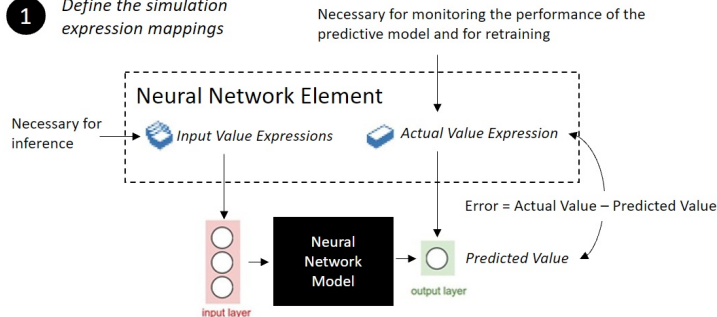 1
Define the simulation
expression mappings
Necessary for monitoring the performance of the
predictive model and for retraining
Neural Network Element
Necessary for
inference
Input Value Expressions
Actual Value Expression
Error = Actual Value – Predicted Value
Neural
Network
Model
Predicted Value
output layer
input layer